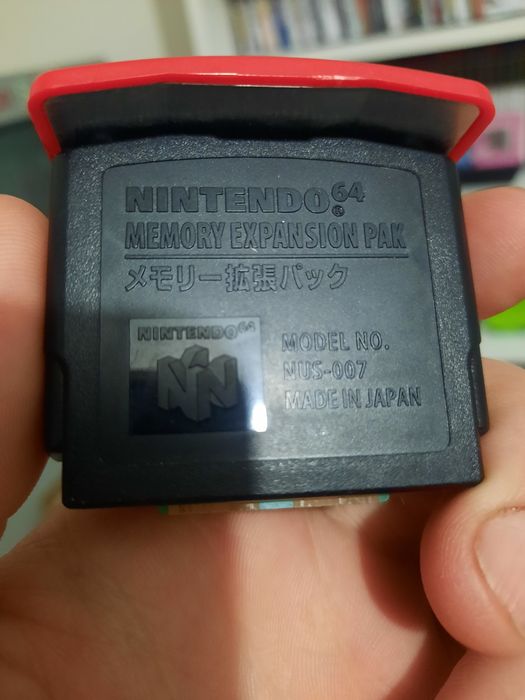 NINTENDO64®
MEMORY EXPANSION PAK
メモリー拡張パック
NINTENDO64
MODEL NO.
NUS-007
MADE IN JAPAN